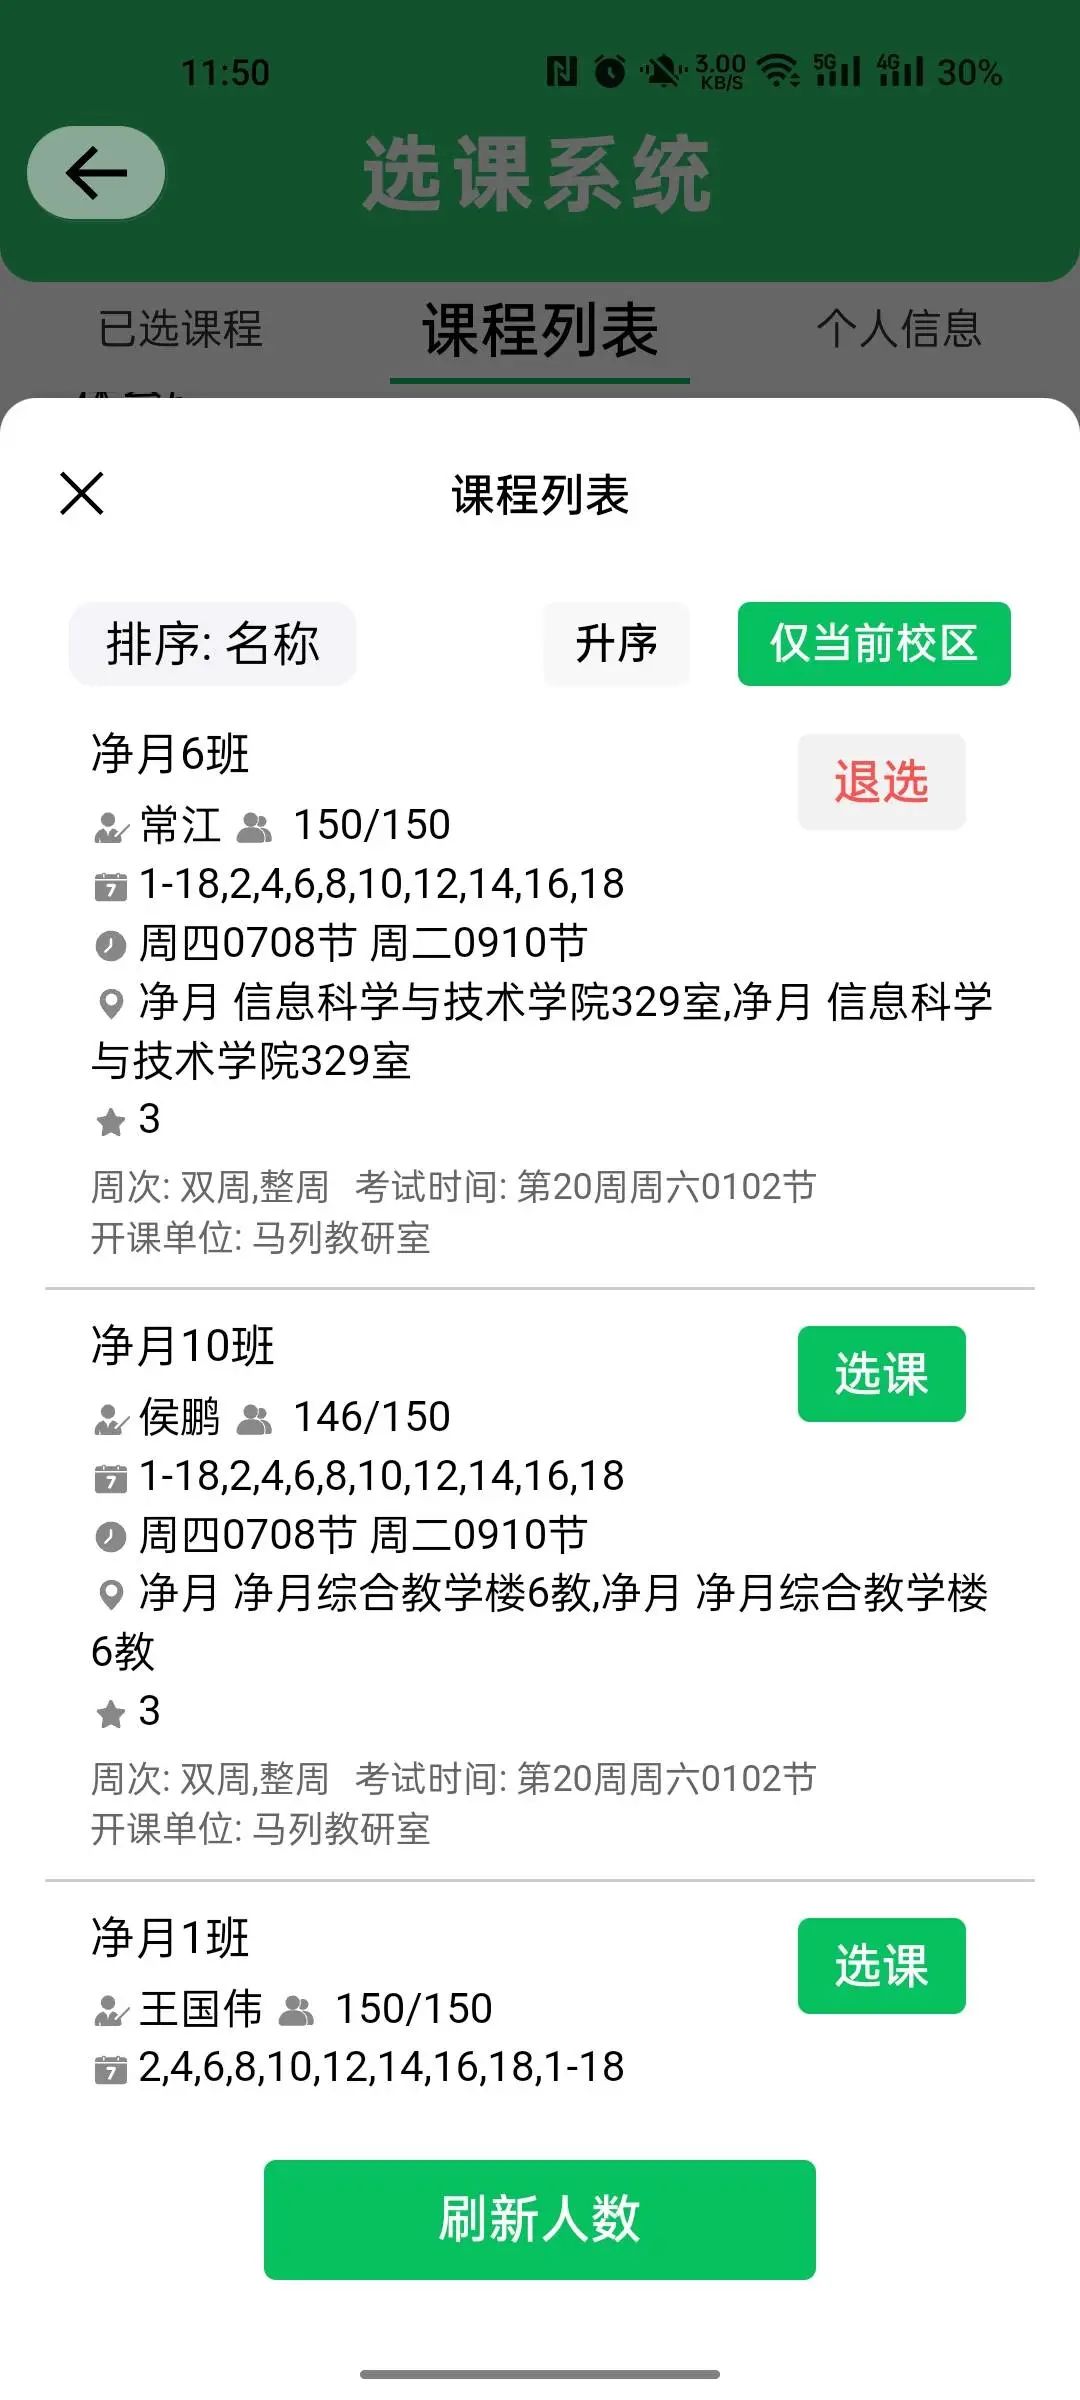 11:50
3.00 KB/S 5G 4G 30%
选课系统
已选课程 课程列表 个人信息
课程列表
排序: 名称 升序 仅当前校区
净月6班
退选
常江 150/150
7 1-18,2,4,6,8,10,12,14,16,18
周四0708节 周二0910节
净月 信息科学与技术学院329室,净月 信息科学
与技术学院329室
3
周次: 双周,整周 考试时间: 第20周周六0102节
开课单位: 马列教研室
净月10班
选课
侯鹏 146/150
7 1-18,2,4,6,8,10,12,14,16,18
周四0708节 周二0910节
净月 净月综合教学楼6教,净月 净月综合教学楼
6教
3
周次: 双周,整周 考试时间: 第20周周六0102节
开课单位: 马列教研室
净月1班
选课
王国伟 150/150
7 2,4,6,8,10,12,14,16,18,1-18
刷新人数